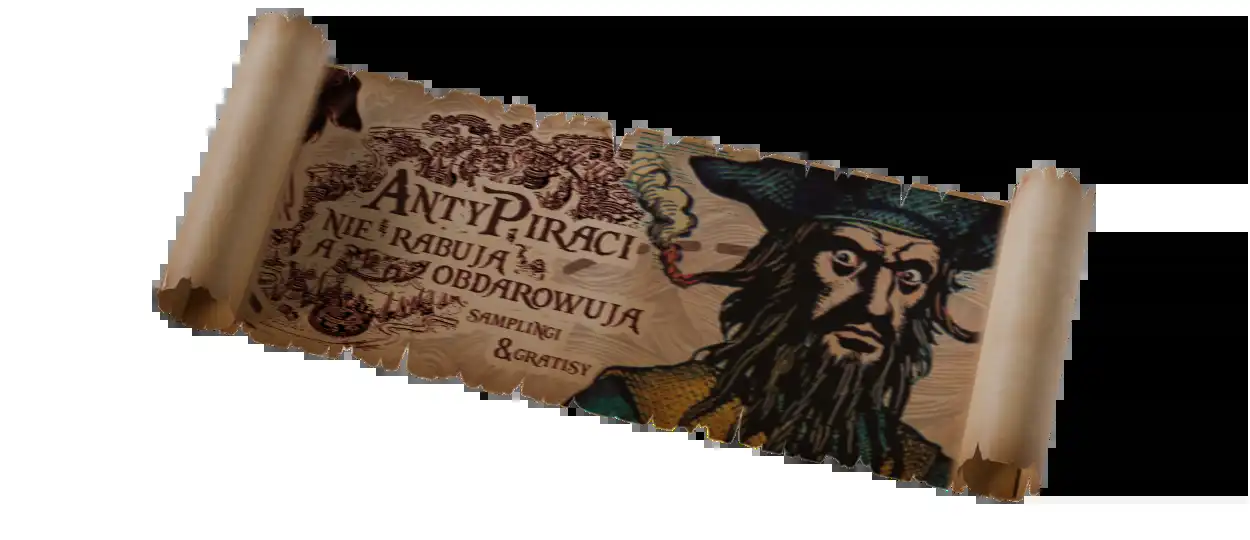 ANTYPIRACI
NIE RABUJĄ
A OBDAROWUJĄ
SAMPLINGI
& GRATISY